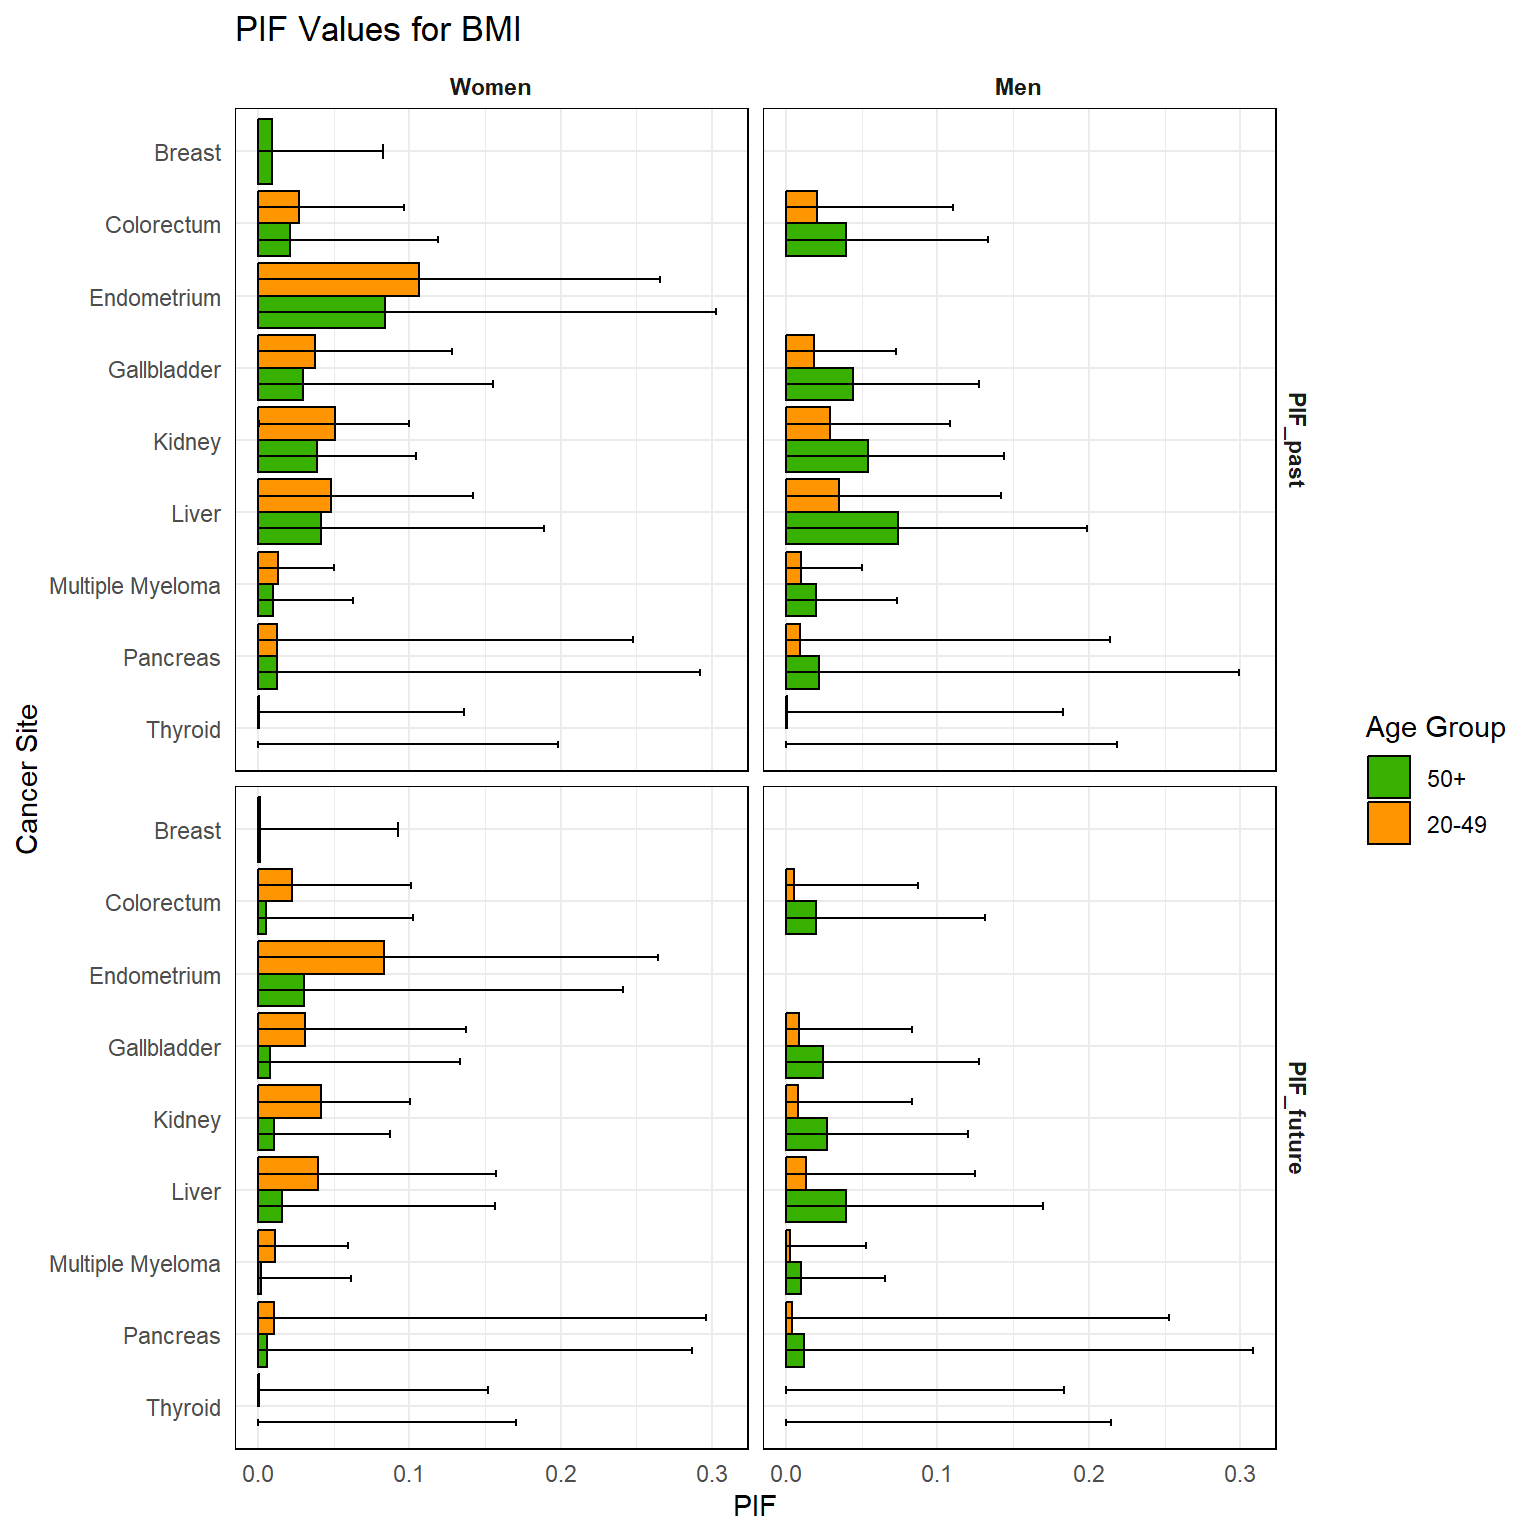 PIF Values for BMI
Women
Men
Breast
Colorectum
Endometrium
Gallbladder
Kidney
Liver
Multiple Myeloma
Pancreas
Thyroid
PIF_past
Breast
Colorectum
Endometrium
Gallbladder
Kidney
Liver
Multiple Myeloma
Pancreas
Thyroid
PIF_future
0.0 0.1 0.2 0.3
0.0 0.1 0.2 0.3
PIF
Cancer Site
Age Group
50+
20-49